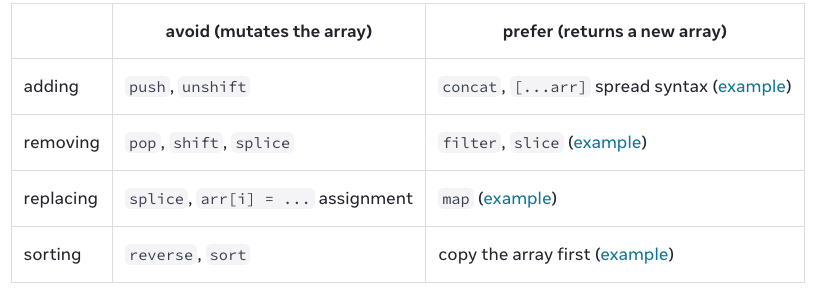 avoid (mutates the array) prefer (returns a new array)
adding push, unshift concat, [...arr] spread syntax (example)
removing pop, shift, splice filter, slice (example)
replacing splice, arr[i] = ... assignment map (example)
sorting reverse, sort copy the array first (example)